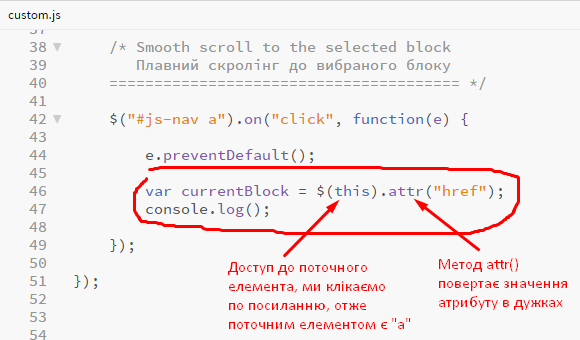 custom.js
37
38 /* Smooth scroll to the selected block
39 Плавний скролінг до вибраного блоку
40 ===================================== */
41
42 $("#js-nav a").on("click", function(e) {
43
44 e.preventDefault();
45
46 var currentBlock = $(this).attr("href");
47 console.log();
48
49 });
50
51 });
52
53
54
Доступ до поточного
елемента, ми клікаємо
по посиланню, отже
поточним елементом є "a"
Метод attr()
повертає значення
атрибуту в дужках